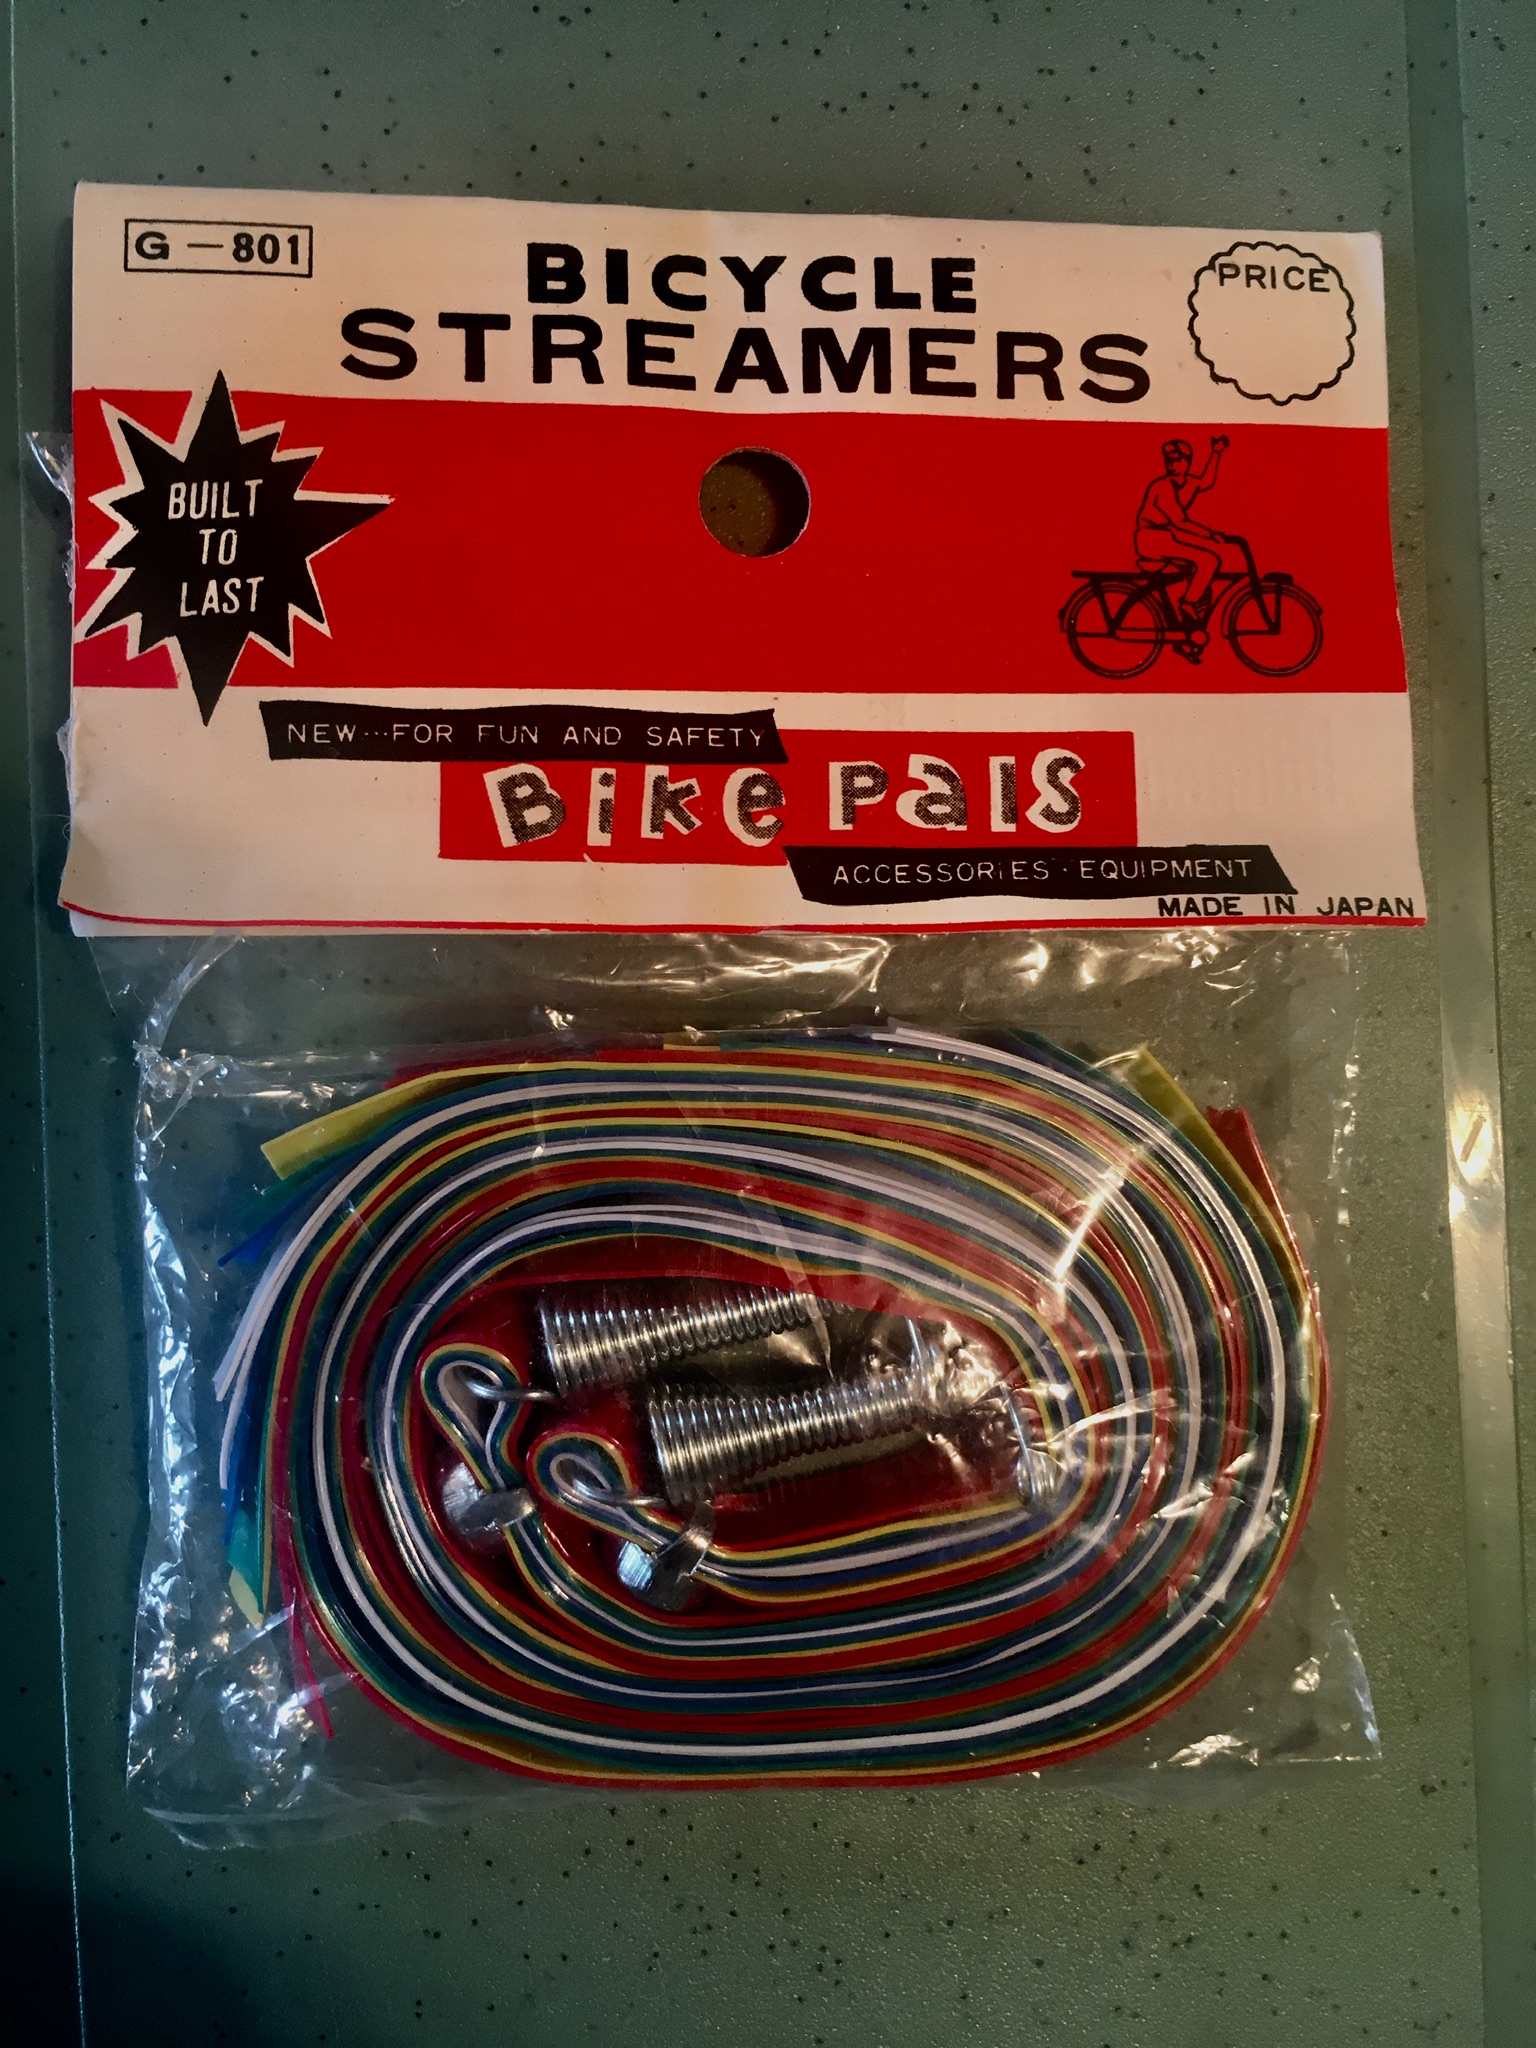 G-801
BICYCLE
STREAMERS
PRICE
BUILT
TO
LAST
NEW...FOR FUN AND SAFETY
Bike Pals
ACCESSORIES · EQUIPMENT
MADE IN JAPAN